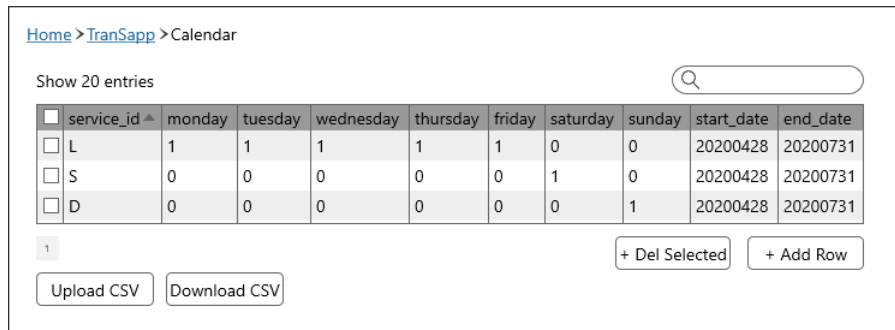 Home > TranSapp > Calendar
Show 20 entries
service_id monday tuesday wednesday thursday friday saturday sunday start_date end_date
L 1 1 1 1 1 0 0 20200428 20200731
S 0 0 0 0 0 1 0 20200428 20200731
D 0 0 0 0 0 0 1 20200428 20200731
1
+ Del Selected + Add Row
Upload CSV Download CSV